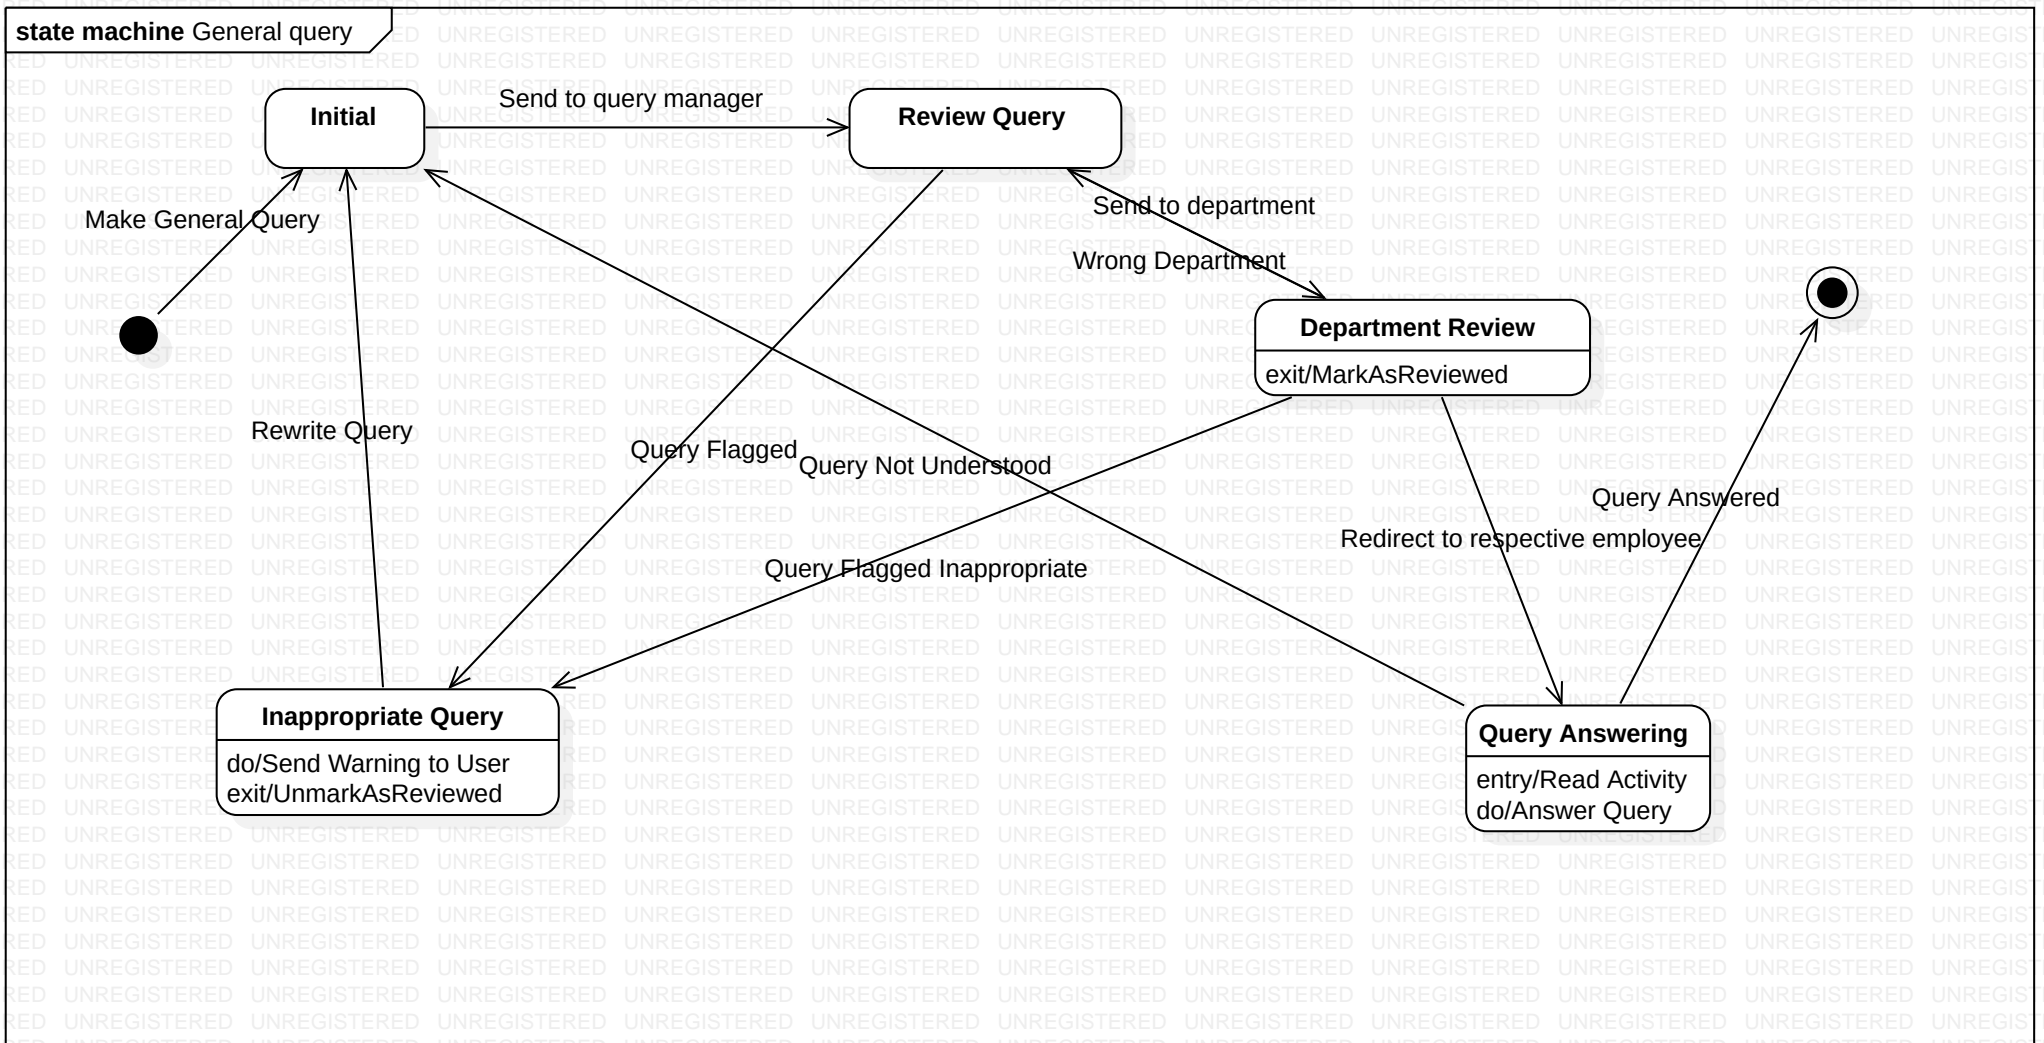 state machine General query
Initial
Send to query manager
Review Query
Make General Query
Send to department
Wrong Department
Department Review
exit/MarkAsReviewed
Rewrite Query
Query Flagged
Query Not Understood
Query Answered
Redirect to respective employee
Query Flagged Inappropriate
Inappropriate Query
do/Send Warning to User
exit/UnmarkAsReviewed
Query Answering
entry/Read Activity
do/Answer Query
UNREGISTERED